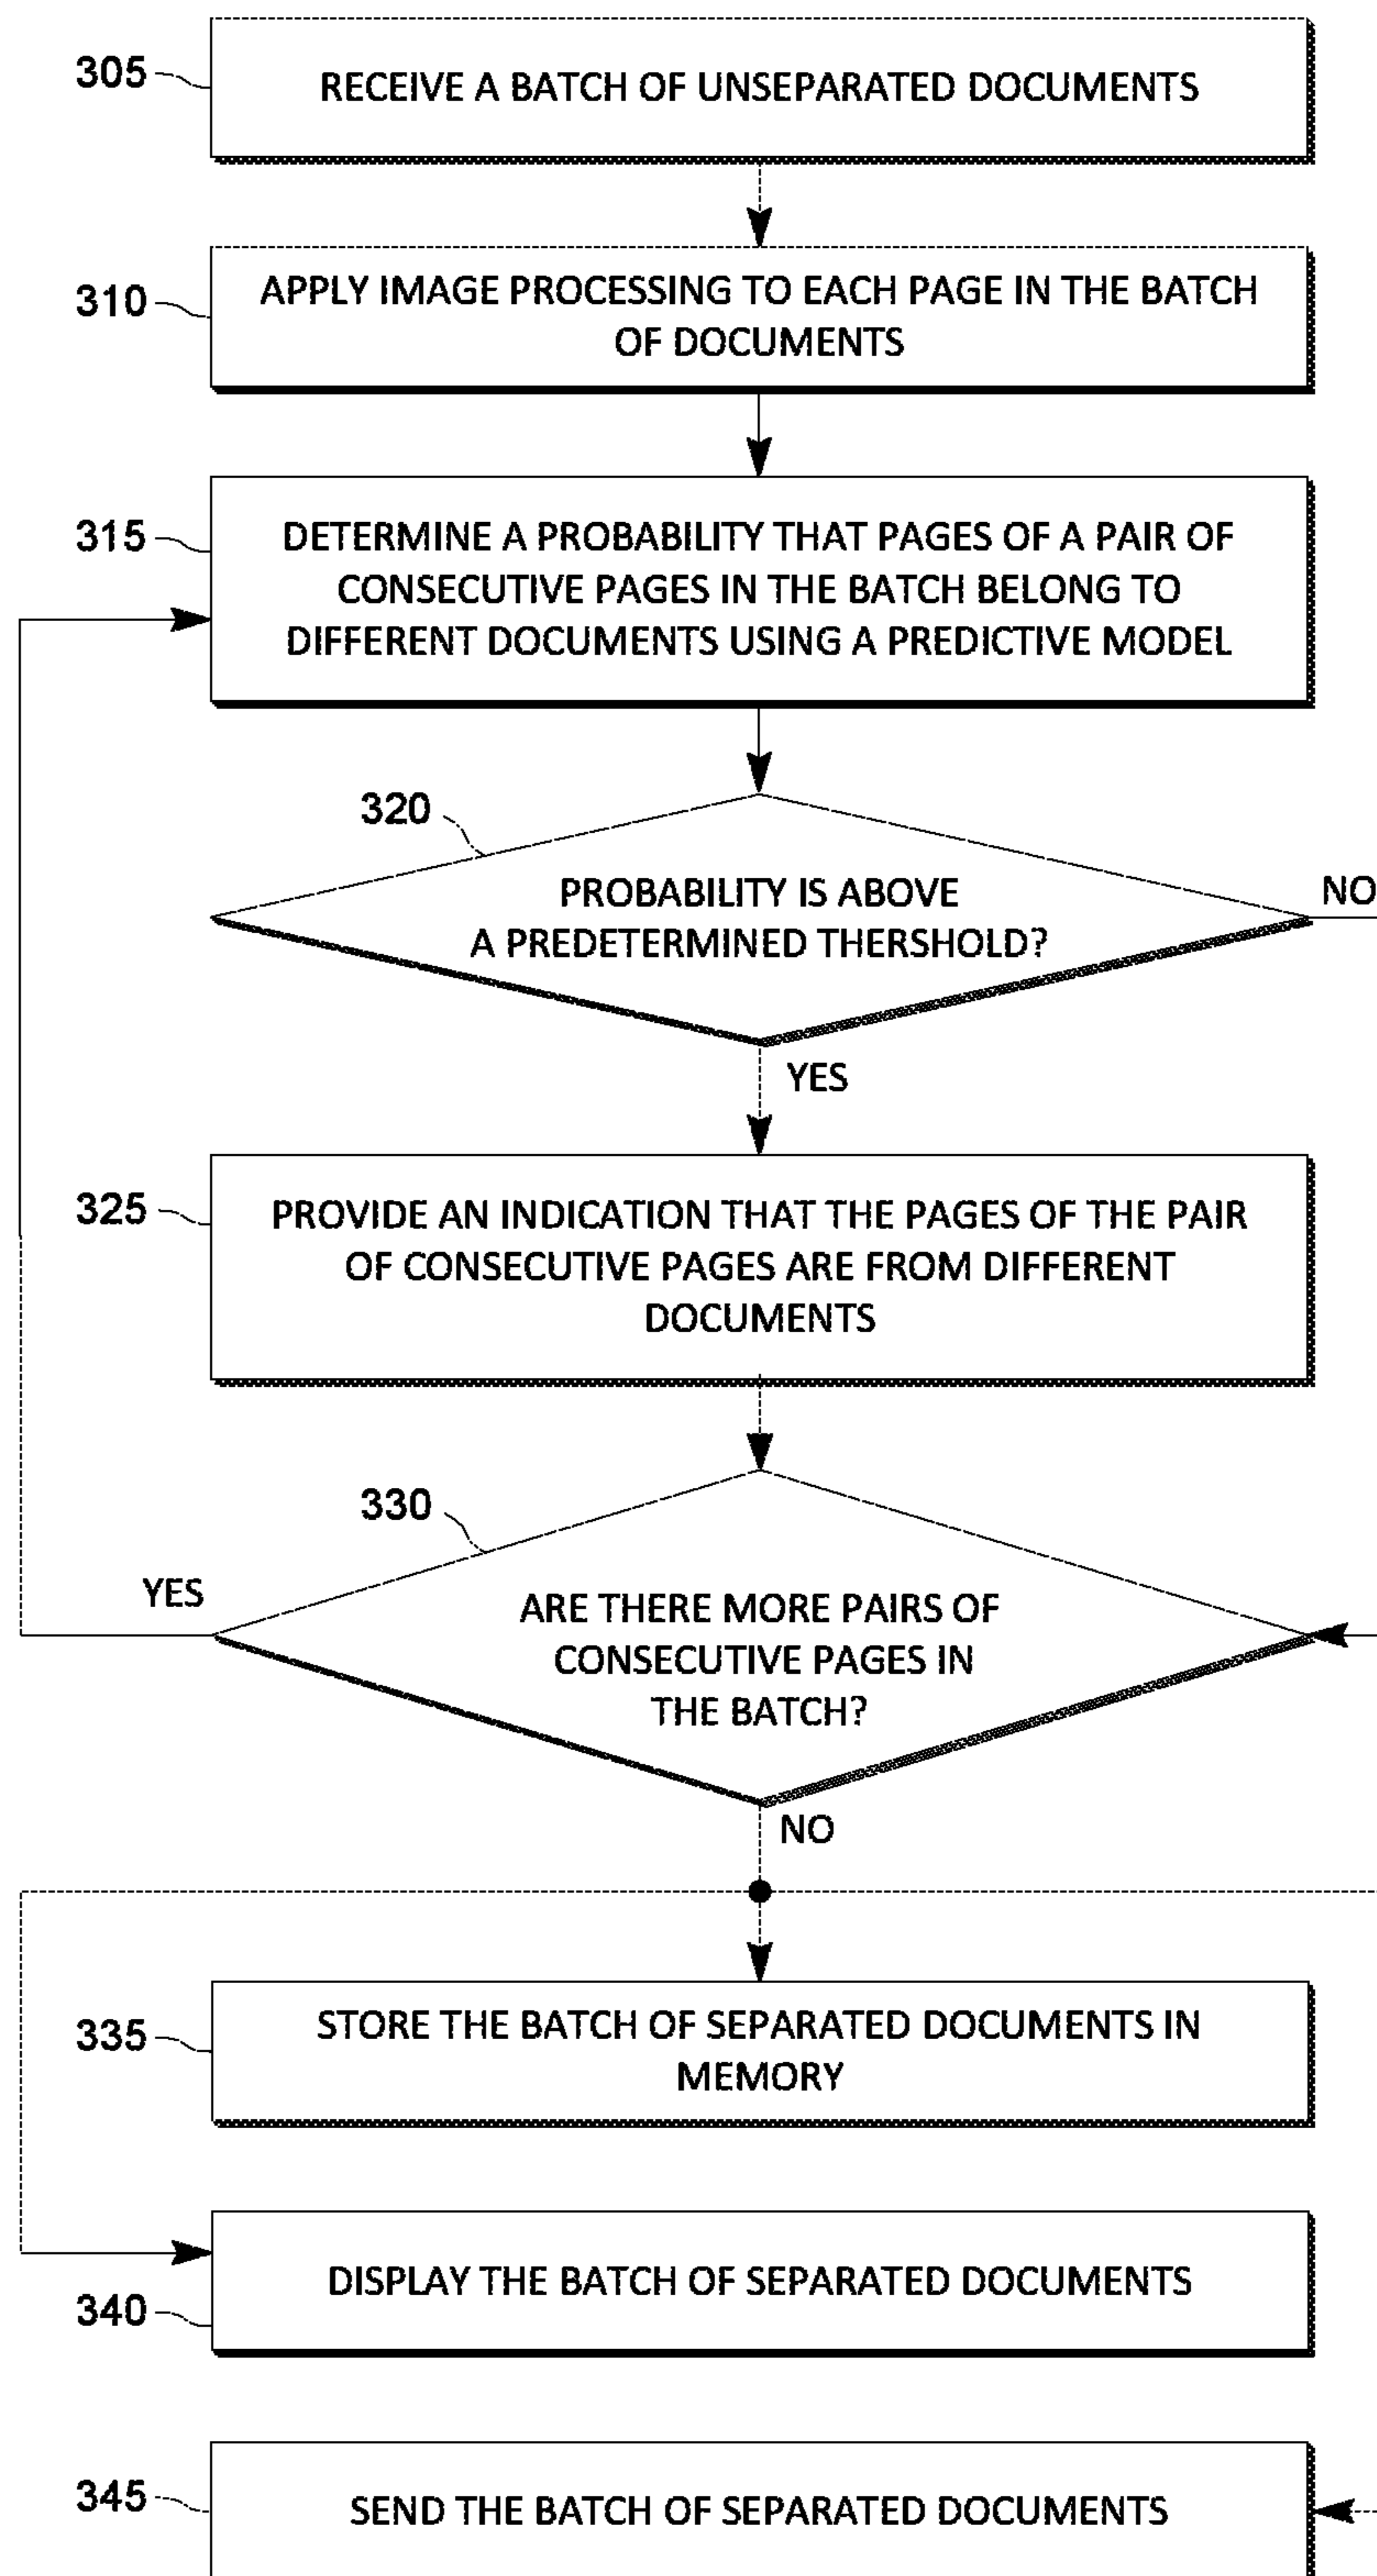 305
RECEIVE A BATCH OF UNSEPARATED DOCUMENTS
310
APPLY IMAGE PROCESSING TO EACH PAGE IN THE BATCH
OF DOCUMENTS
315
DETERMINE A PROBABILITY THAT PAGES OF A PAIR OF
CONSECUTIVE PAGES IN THE BATCH BELONG TO
DIFFERENT DOCUMENTS USING A PREDICTIVE MODEL
320
PROBABILITY IS ABOVE
A PREDETERMINED THERSHOLD?
NO
YES
325
PROVIDE AN INDICATION THAT THE PAGES OF THE PAIR
OF CONSECUTIVE PAGES ARE FROM DIFFERENT
DOCUMENTS
330
YES
ARE THERE MORE PAIRS OF
CONSECUTIVE PAGES IN
THE BATCH?
NO
335
STORE THE BATCH OF SEPARATED DOCUMENTS IN
MEMORY
340
DISPLAY THE BATCH OF SEPARATED DOCUMENTS
345
SEND THE BATCH OF SEPARATED DOCUMENTS